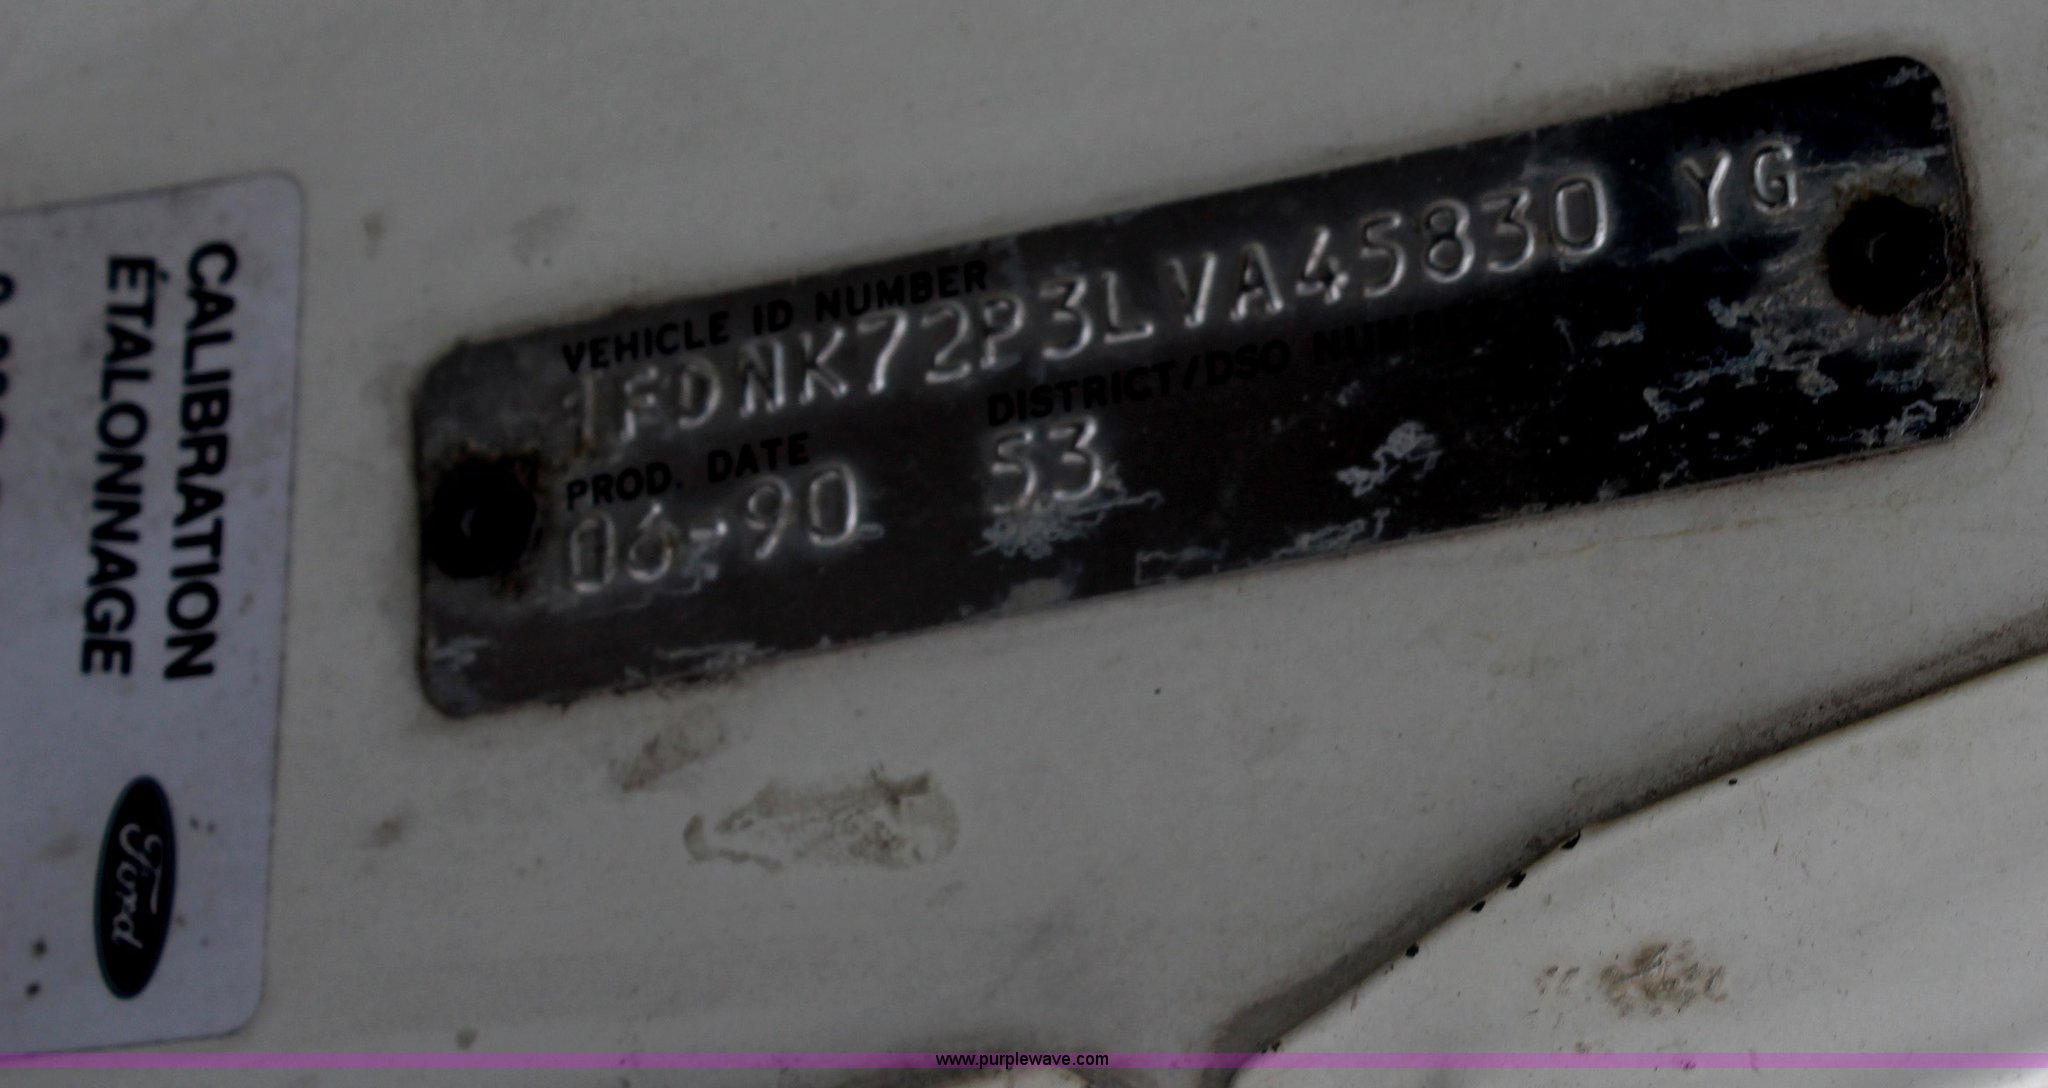 CALIBRATION
ÉTALONNAGE
Ford
VEHICLE ID NUMBER
1FDNK72P3LVA45830 YG
PROD. DATE
DISTRICT/DSO NUMBER
06-90
53
www.purplewave.com